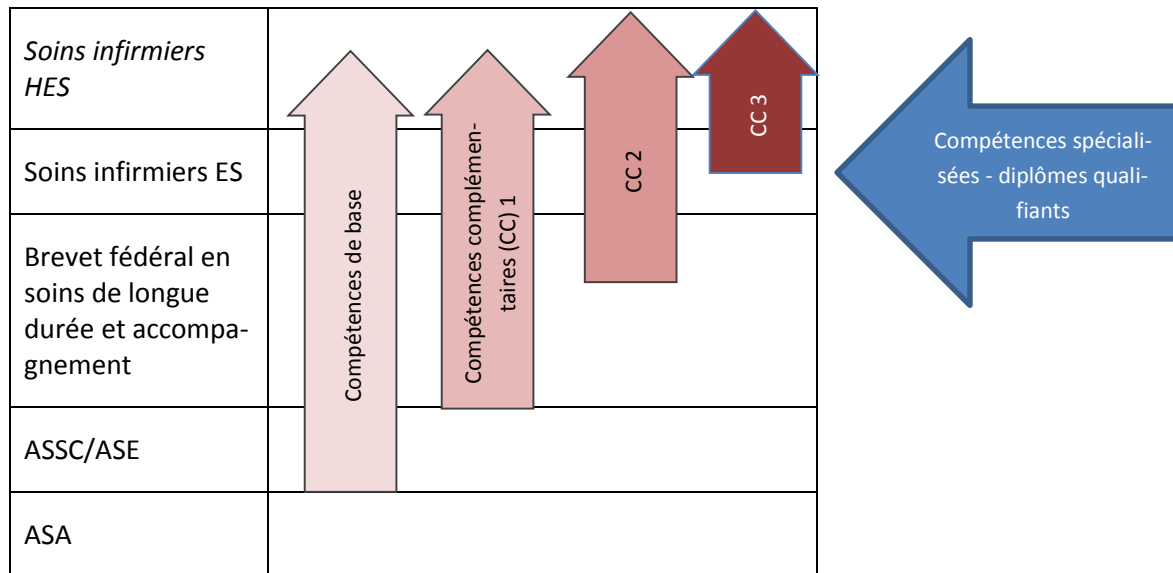 Soins infirmiers
HES
Soins infirmiers ES
Brevet fédéral en
soins de longue
durée et accompa-
gnement
ASSC/ASE
ASA
Compétences de base
Compétences complémen-
taires (CC) 1
CC 2
CC 3
Compétences spéciali-
sées - diplômes quali-
fiants